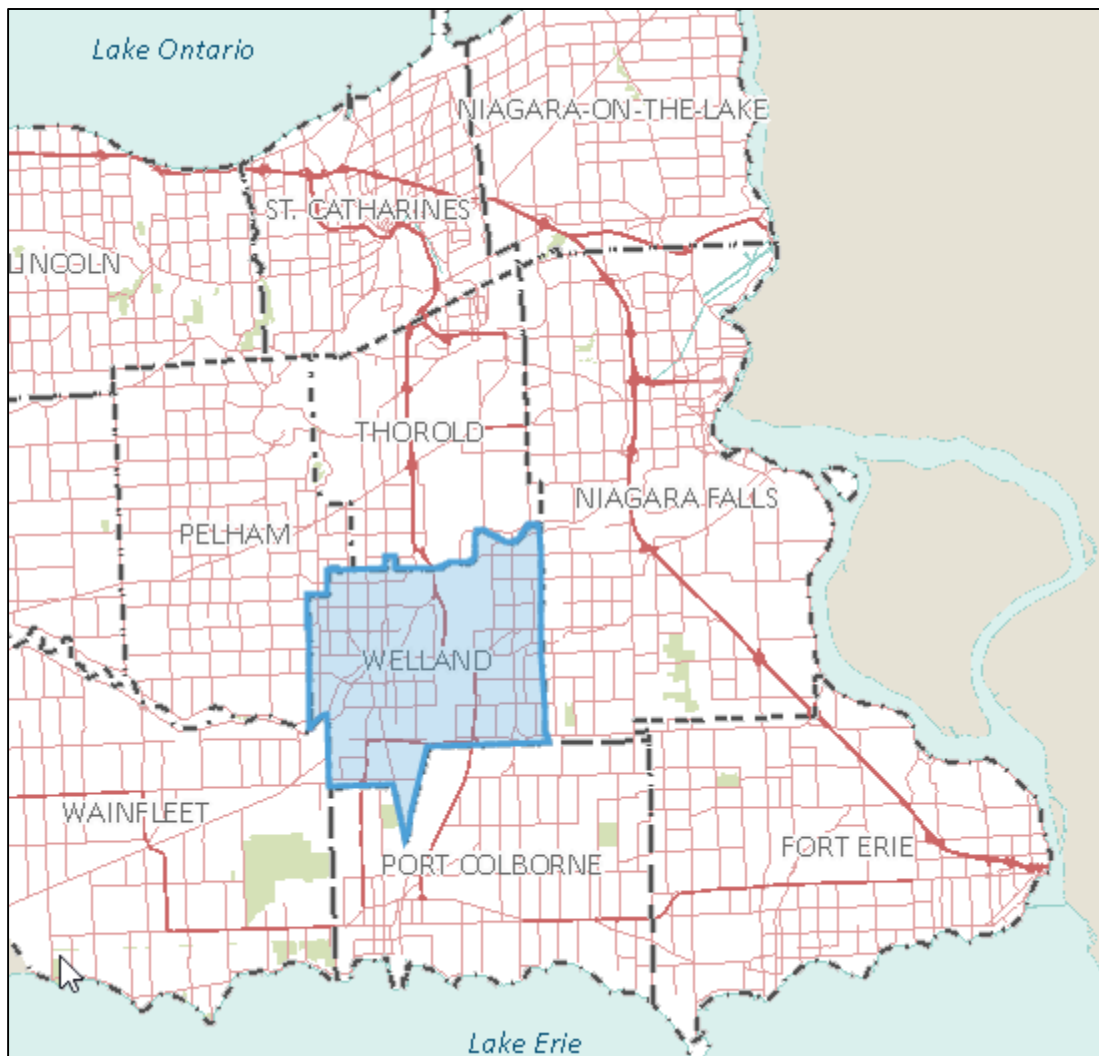 Lake Ontario
NIAGARA-ON-THE-LAKE
ST. CATHARINES
LINCOLN
THOROLD
NIAGARA FALLS
PELHAM
WELLAND
WAINFLEET
FORT ERIE
PORT COLBORNE
Lake Erie